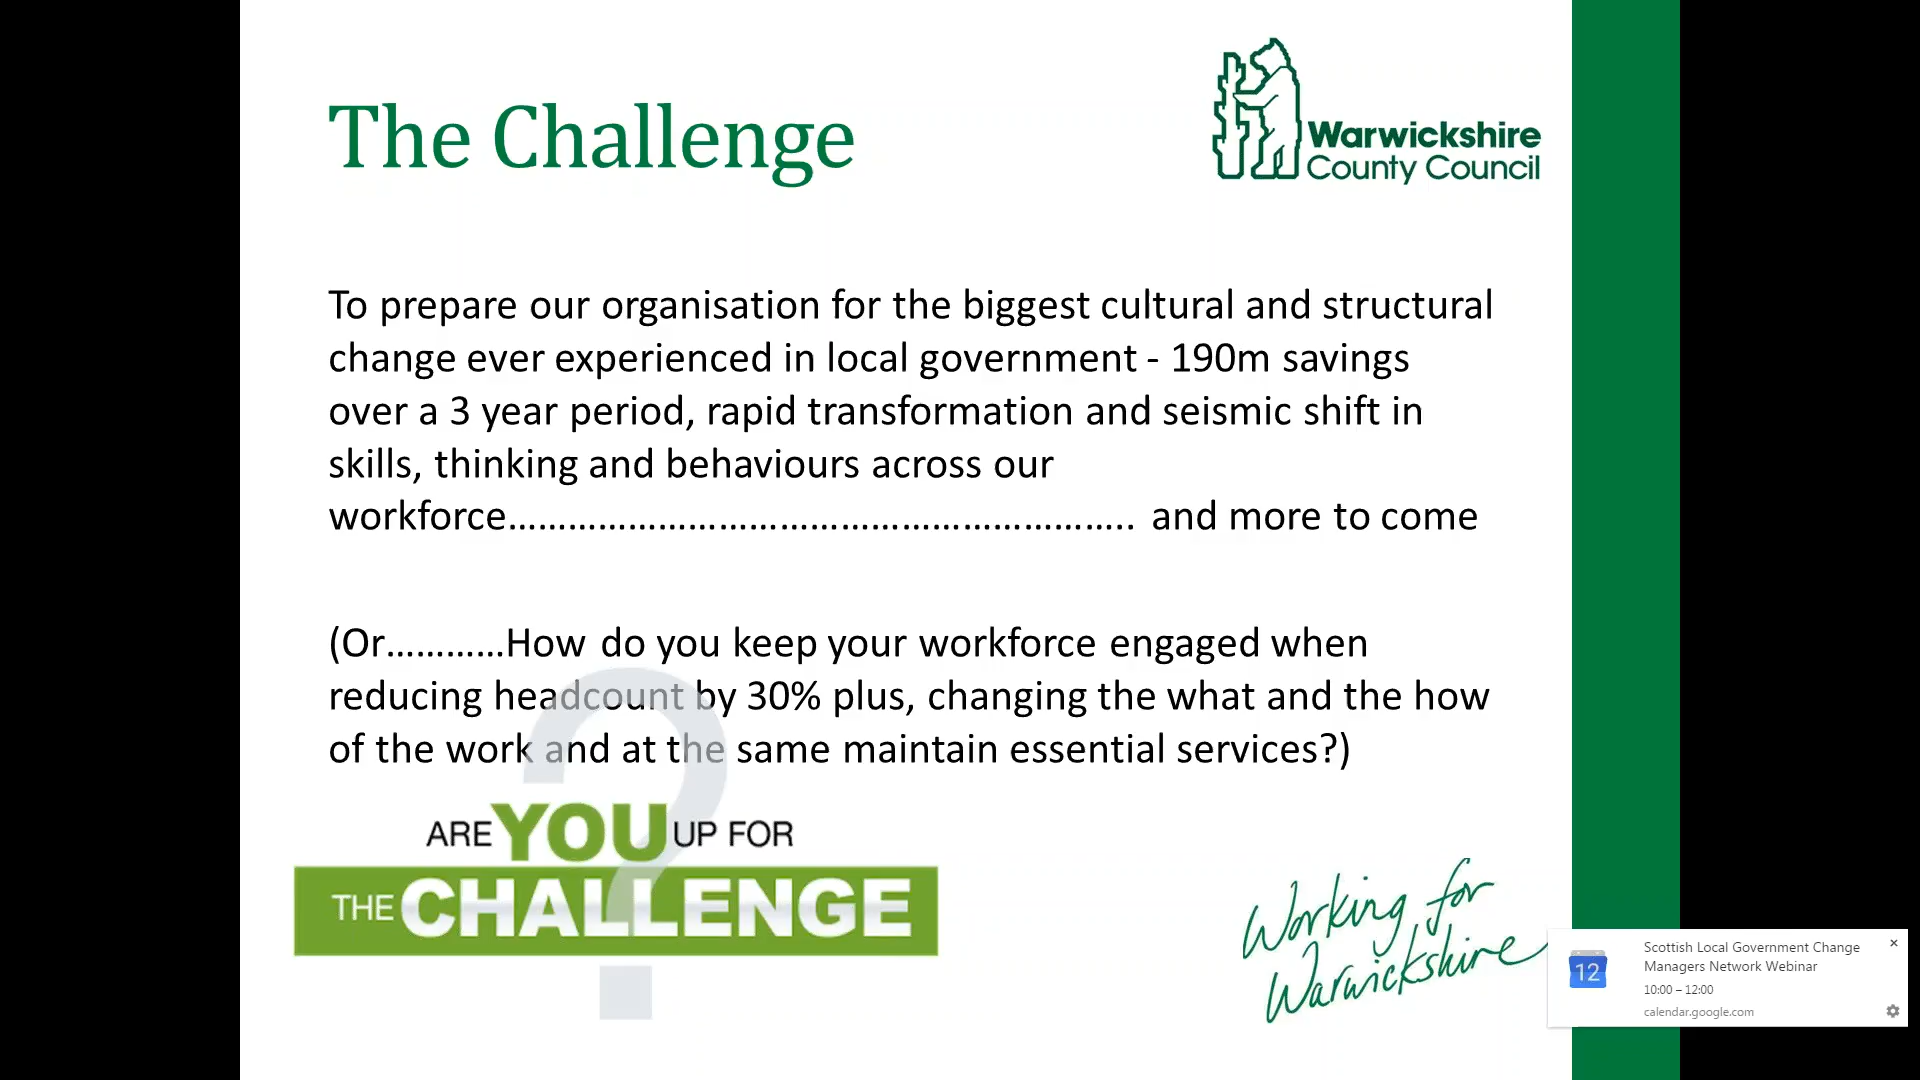 The Challenge
Warwickshire
County Council
To prepare our organisation for the biggest cultural and structural
change ever experienced in local government - 190m savings
over a 3 year period, rapid transformation and seismic shift in
skills, thinking and behaviours across our
workforce…………………………………………………….. and more to come
(Or…………How do you keep your workforce engaged when
reducing headcount by 30% plus, changing the what and the how
of the work and at the same maintain essential services?)
?
ARE YOU UP FOR
THE CHALLENGE
Working for
Warwickshire
12
Scottish Local Government Change
Managers Network Webinar
10:00 – 12:00
calendar.google.com